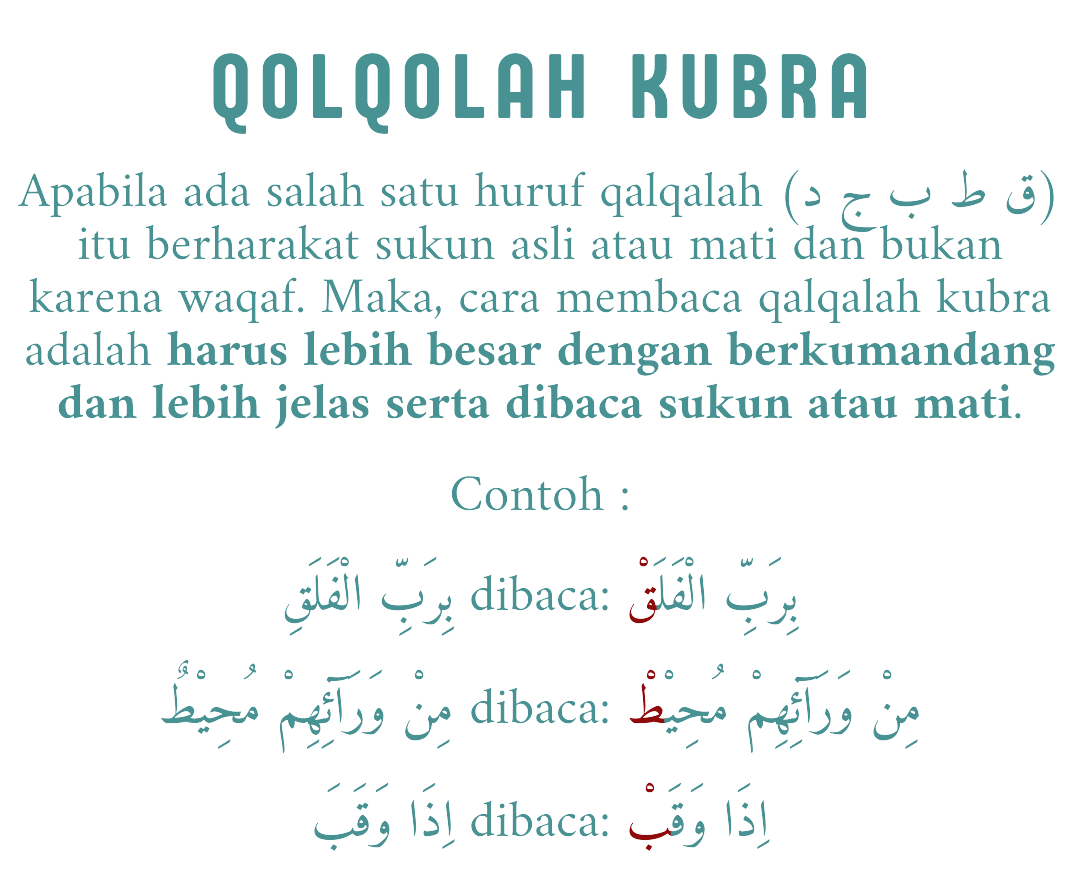 QOLQOLAH KUBRA
Apabila ada salah satu huruf qalqalah (ق ط ب ج د)
itu berharakat sukun asli atau mati dan bukan
karena waqaf. Maka, cara membaca qalqalah kubra
adalah harus lebih besar dengan berkumandang
dan lebih jelas serta dibaca sukun atau mati.
Contoh :
بِرَبِّ الْفَلَقِ dibaca: بِرَبِّ الْفَلَقْ
مِنْ وَرَآئِهِمْ مُحِيْطٌ dibaca: مِنْ وَرَآئِهِمْ مُحِيْطْ
اِذَا وَقَبَ dibaca: اِذَا وَقَبْ